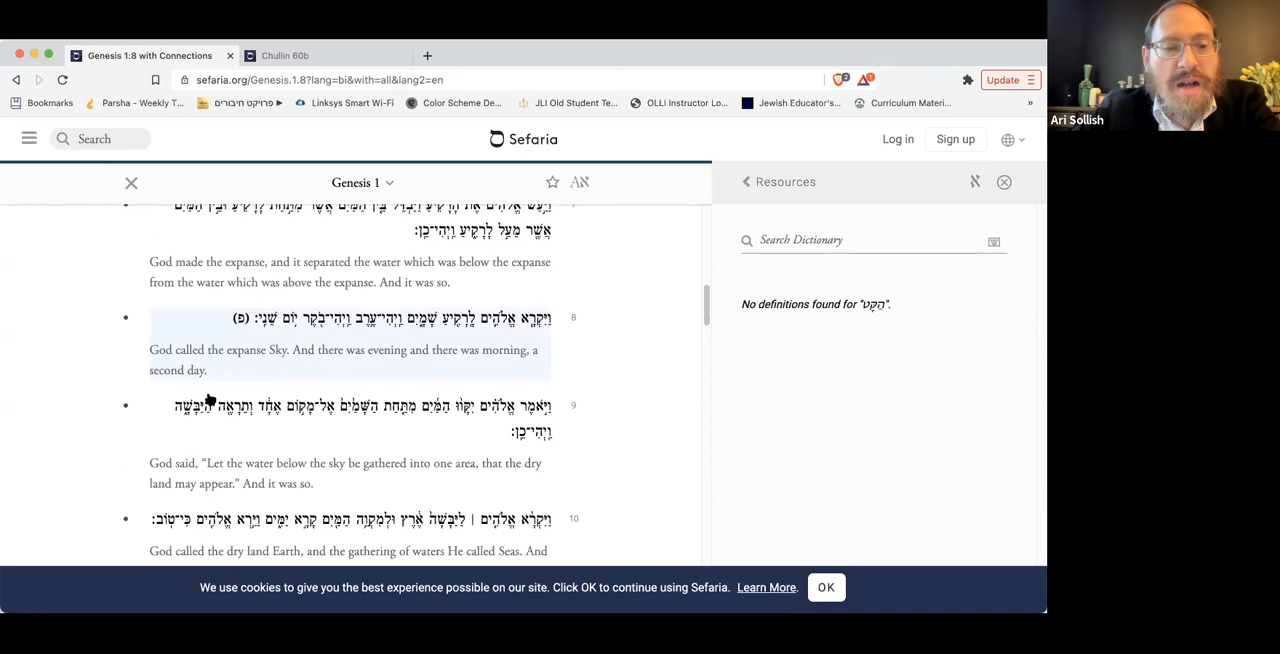 Genesis 1:8 with Connections
Chullin 60b
sefaria.org/Genesis.1.8?lang=bi&with=all&lang2=en
2
1
Update
Bookmarks
Parsha - Weekly T...
פרויקט חיבורים
Linksys Smart Wi-Fi
Color Scheme De...
JLI Old Student Te...
OLLI Instructor Lo...
Jewish Educator's...
Curriculum Materi...
»
Search
Sefaria
Log in
Sign up
Genesis 1
Resources
Search Dictionary
No definitions found for "הַקָּט".
וַיַּעַשׂ אֱלֹהִים אֶת הָרָקִיעַ וַיַּבְדֵּל בֵּין הַמַּיִם אֲשֶׁר מִתַּחַת לָרָקִיעַ וּבֵין הַמַּיִם
אֲשֶׁר מֵעַל לָרָקִיעַ וַיְהִי־כֵן׃
God made the expanse, and it separated the water which was below the expanse
from the water which was above the expanse. And it was so.
8
וַיִּקְרָא אֱלֹהִים לָרָקִיעַ שָׁמָיִם וַיְהִי־עֶרֶב וַיְהִי־בֹקֶר יוֹם שֵׁנִי׃ (פ)
God called the expanse Sky. And there was evening and there was morning, a
second day.
9
וַיֹּאמֶר אֱלֹהִים יִקָּווּ הַמַּיִם מִתַּחַת הַשָּׁמַיִם אֶל־מָקוֹם אֶחָד וְתֵרָאֶה הַיַּבָּשָׁה
וַיְהִי־כֵן׃
God said, “Let the water below the sky be gathered into one area, that the dry
land may appear.” And it was so.
10
וַיִּקְרָא אֱלֹהִים ׀ לַיַּבָּשָׁה אֶרֶץ וּלְמִקְוֵה הַמַּיִם קָרָא יַמִּים וַיַּרְא אֱלֹהִים כִּי־טוֹב׃
God called the dry land Earth, and the gathering of waters He called Seas. And
We use cookies to give you the best experience possible on our site. Click OK to continue using Sefaria. Learn More.
OK
Ari Sollish